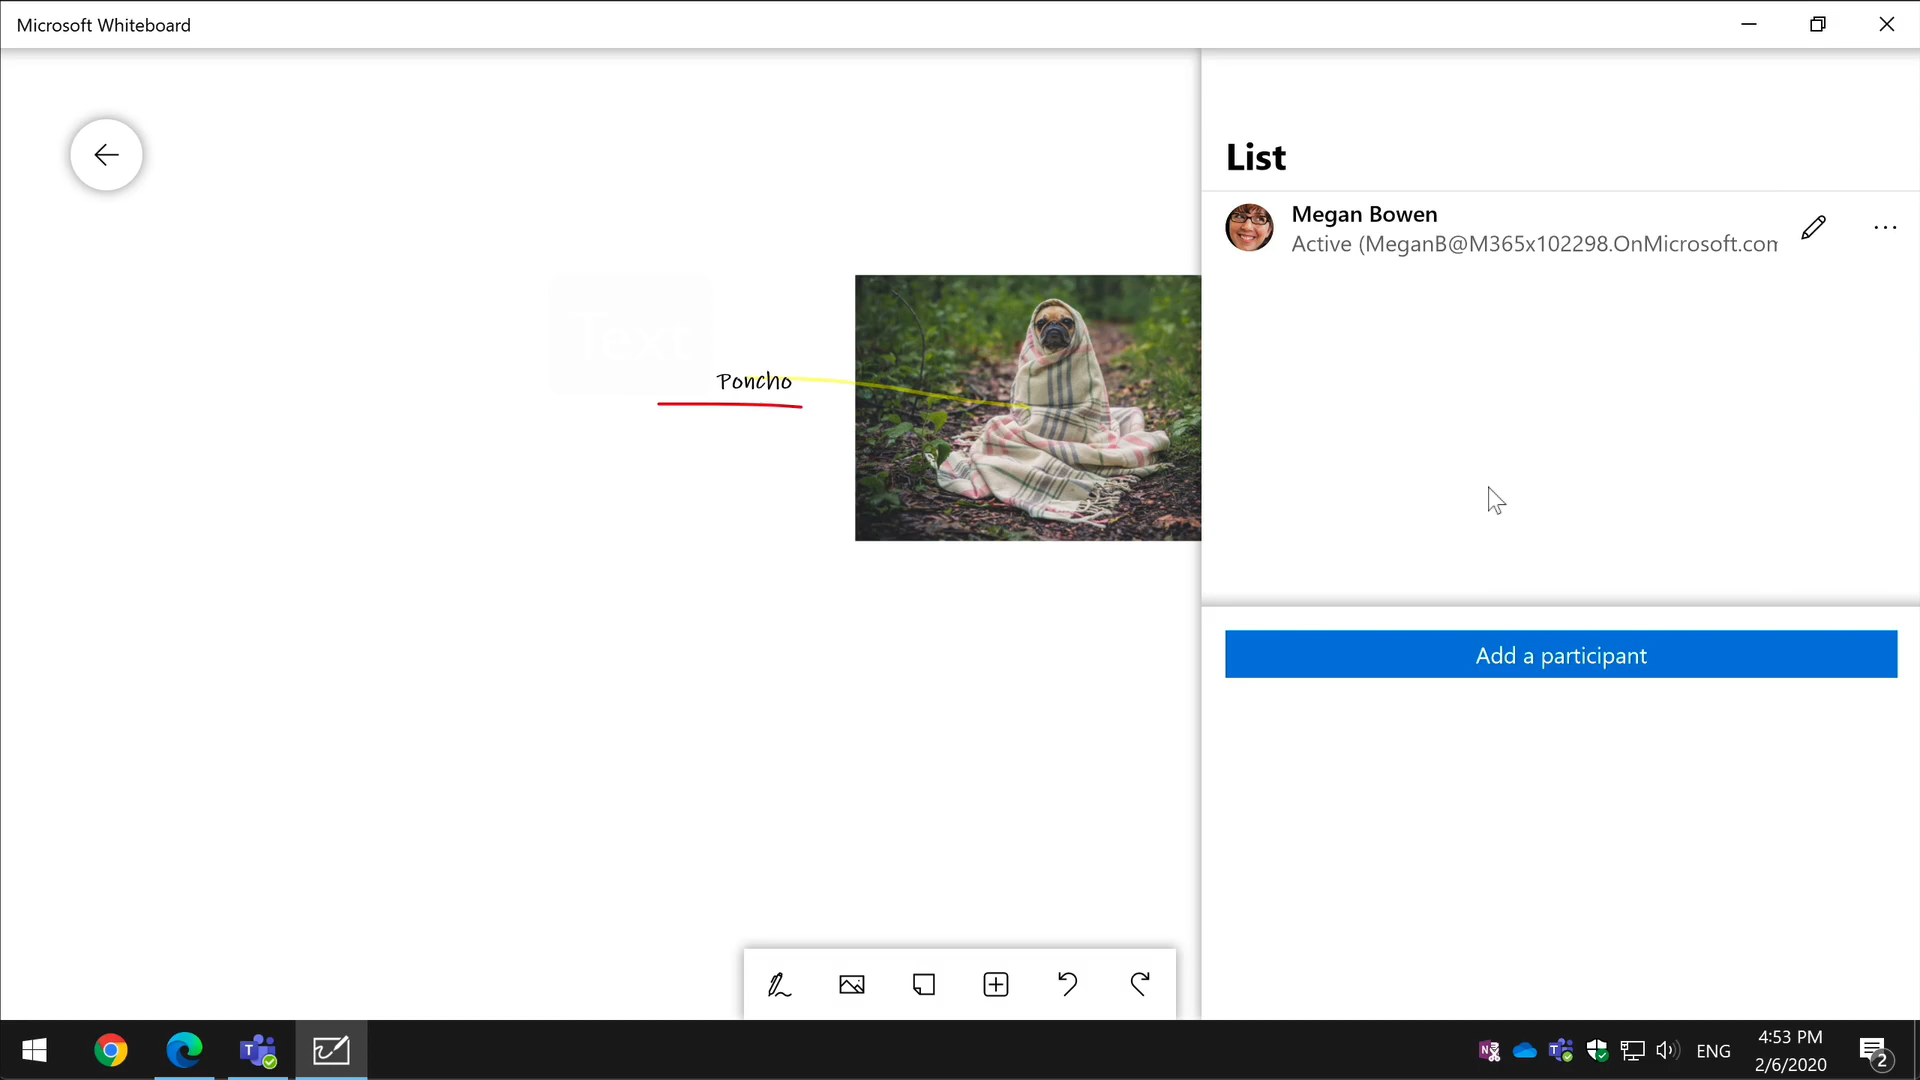 Microsoft Whiteboard
List
Megan Bowen
Active (MeganB@M365x102298.OnMicrosoft.com
Text
Poncho
Add a participant
ENG
4:53 PM
2/6/2020
2